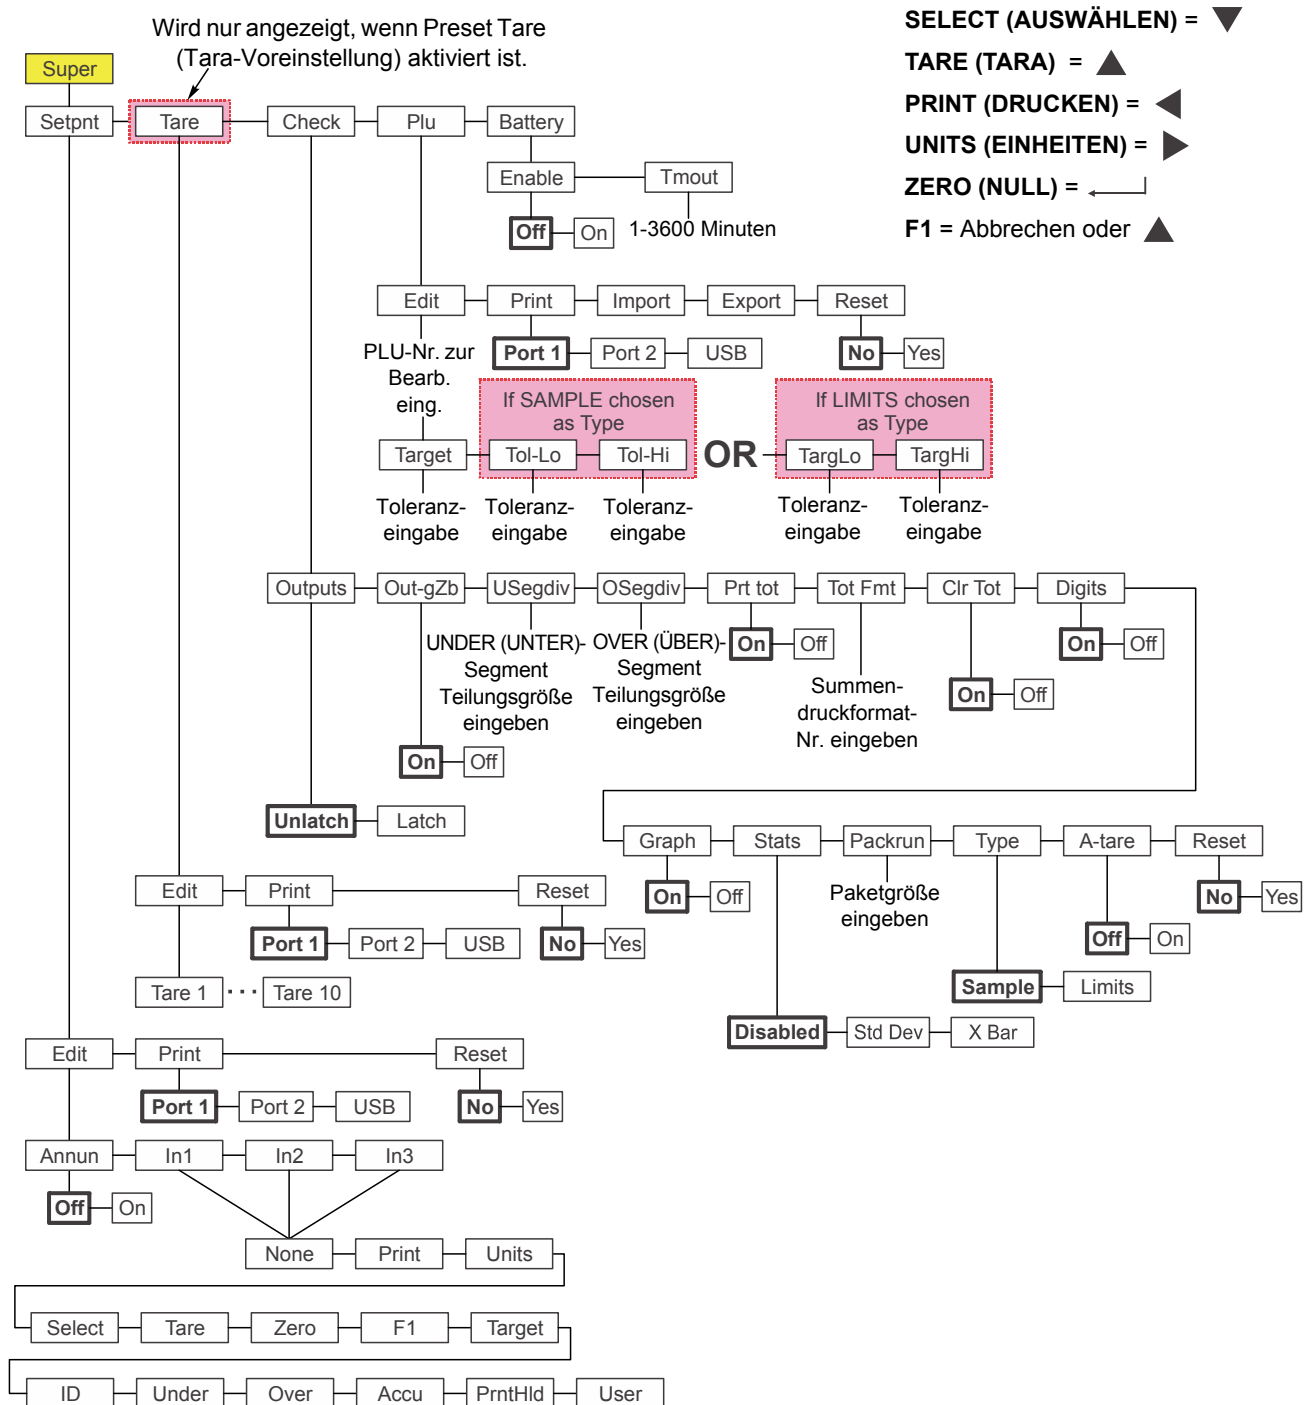 Wird nur angezeigt, wenn Preset Tare
(Tara-Voreinstellung) aktiviert ist.
SELECT (AUSWÄHLEN) = ▼
TARE (TARA) = ▲
PRINT (DRUCKEN) = ◀
UNITS (EINHEITEN) = ▶
ZERO (NULL) = ↵
F1 = Abbrechen oder ▲
Super
Setpnt Tare Check Plu Battery
Enable Tmout
Off On 1-3600 Minuten
Edit Print Import Export Reset
PLU-Nr. zur
Bearb.
eing.
Port 1 Port 2 USB No Yes
If SAMPLE chosen
as Type
If LIMITS chosen
as Type
Target Tol-Lo Tol-Hi OR TargLo TargHi
Toleranz-
eingabe
Toleranz-
eingabe
Toleranz-
eingabe
Toleranz-
eingabe
Toleranz-
eingabe
Outputs Out-gZb USegdiv OSegdiv Prt tot Tot Fmt Clr Tot Digits
UNDER (UNTER)-
Segment
Teilungsgröße
eingeben
OVER (ÜBER)-
Segment
Teilungsgröße
eingeben
On Off
Summen-
druckformat-
Nr. eingeben
On Off
On Off
On Off
Unlatch Latch
Graph Stats Packrun Type A-tare Reset
On Off
Paketgröße
eingeben
No Yes
Off On
Sample Limits
Disabled Std Dev X Bar
Edit Print Reset
Port 1 Port 2 USB No Yes
Tare 1 ··· Tare 10
Edit Print Reset
Port 1 Port 2 USB No Yes
Annun In1 In2 In3
Off On
None Print Units
Select Tare Zero F1 Target
ID Under Over Accu PrntHld User